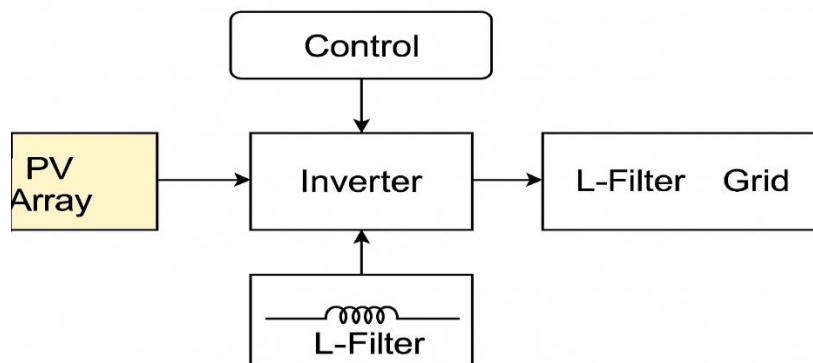 Control
PV
Array
Inverter
L-Filter Grid
L-Filter